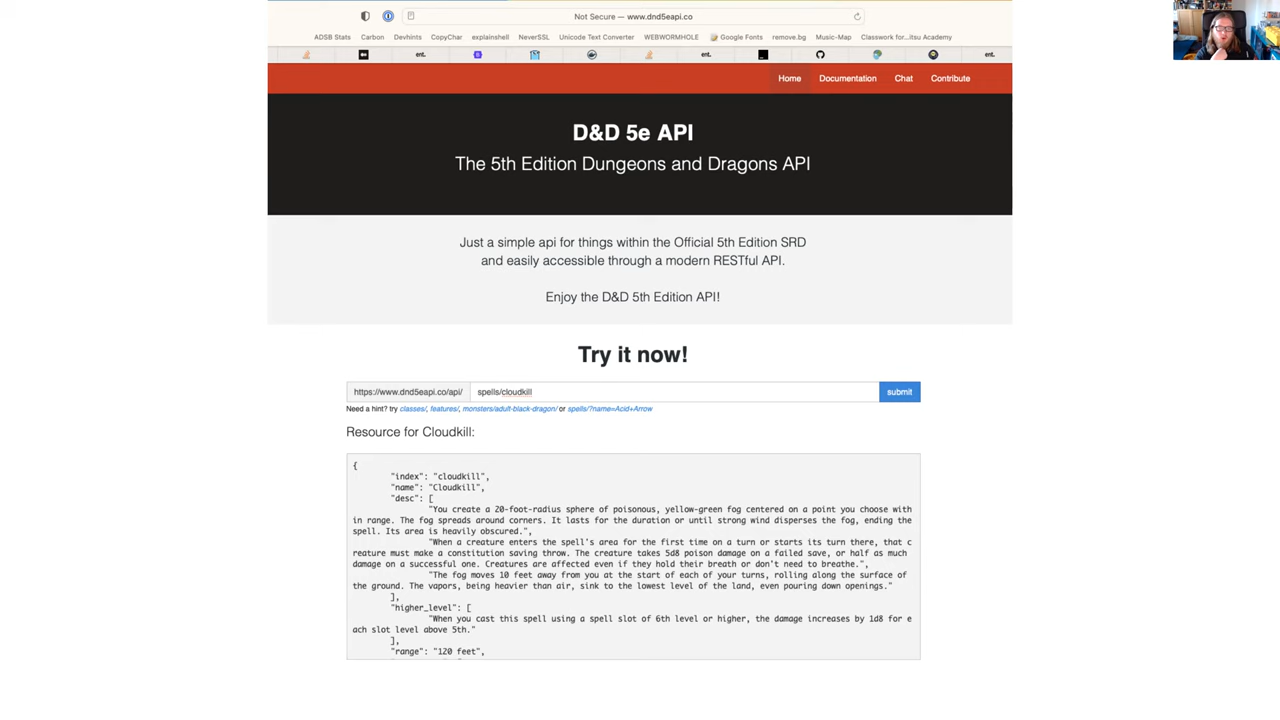 Not Secure — www.dnd5eapi.co
ADSB Stats Carbon Devhints CopyChar explainshell NeverSSL Unicode Text Converter WEBWORMHOLE Google Fonts remove.bg Music-Map Classwork for...itsu Academy
ent. ent. ent.
Home Documentation Chat Contribute
D&D 5e API
The 5th Edition Dungeons and Dragons API
Just a simple api for things within the Official 5th Edition SRD
and easily accessible through a modern RESTful API.
Enjoy the D&D 5th Edition API!
Try it now!
https://www.dnd5eapi.co/api/ spells/cloudkill submit
Need a hint? try classes/, features/, monsters/adult-black-dragon/ or spells/?name=Acid+Arrow
Resource for Cloudkill:
{
"index": "cloudkill",
"name": "Cloudkill",
"desc": [
"You create a 20-foot-radius sphere of poisonous, yellow-green fog centered on a point you choose with
in range. The fog spreads around corners. It lasts for the duration or until strong wind disperses the fog, ending the
spell. Its area is heavily obscured.",
"When a creature enters the spell's area for the first time on a turn or starts its turn there, that c
reature must make a constitution saving throw. The creature takes 5d8 poison damage on a failed save, or half as much
damage on a successful one. Creatures are affected even if they hold their breath or don't need to breathe.",
"The fog moves 10 feet away from you at the start of each of your turns, rolling along the surface of
the ground. The vapors, being heavier than air, sink to the lowest level of the land, even pouring down openings."
],
"higher_level": [
"When you cast this spell using a spell slot of 6th level or higher, the damage increases by 1d8 for e
ach slot level above 5th."
],
"range": "120 feet",